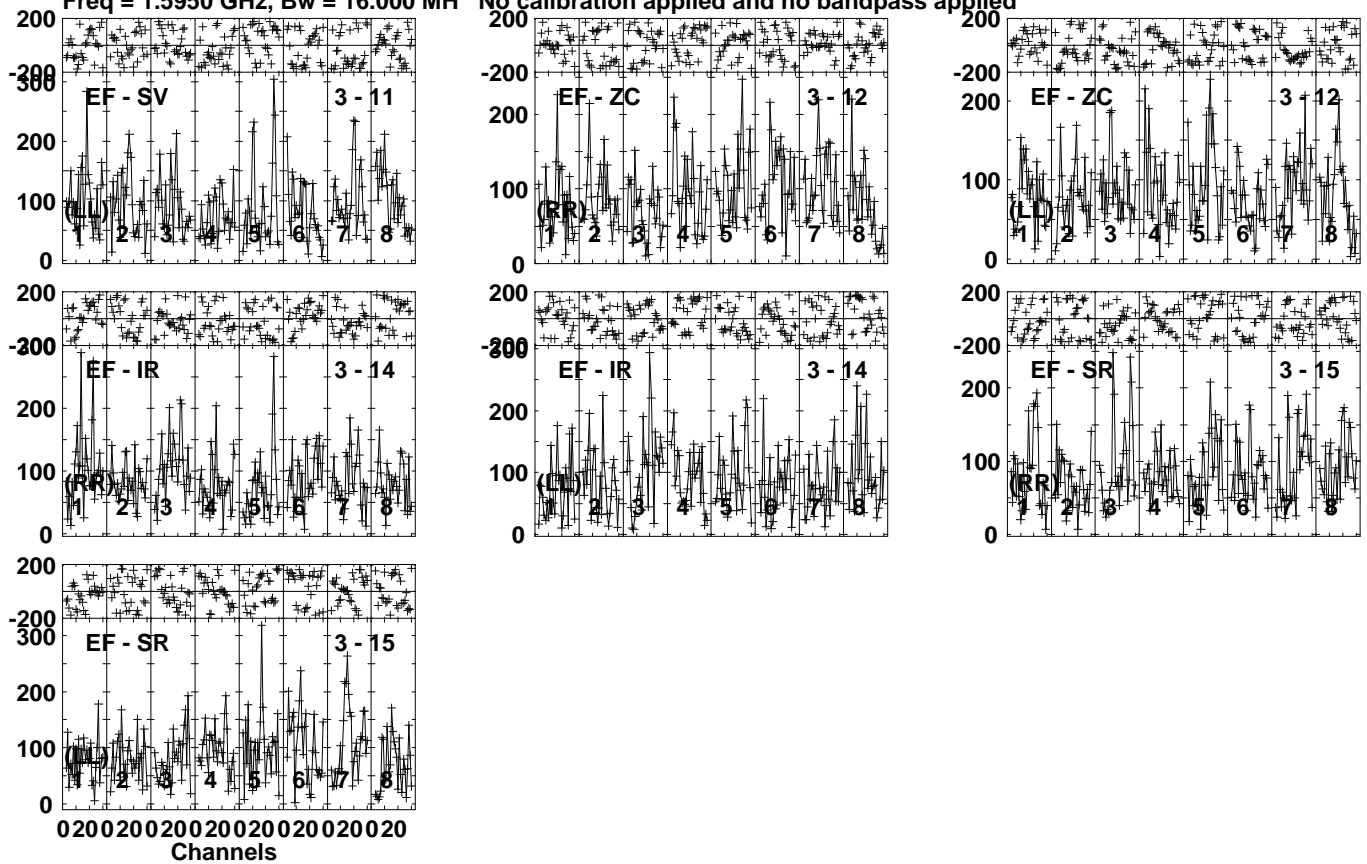 Freq = 1.5950 GHz, Bw = 16.000 MH   No calibration applied and no bandpass applied
200
-200
300
200
100
0
EF - SV
3 - 11
(LL)
1 2 3 4 5 6 7 8
200
-200
200
100
0
EF - ZC
3 - 12
(RR)
1 2 3 4 5 6 7 8
200
-200
200
100
0
EF - ZC
3 - 12
(LL)
1 2 3 4 5 6 7 8
200
-200
300
200
100
0
EF - IR
3 - 14
(RR)
1 2 3 4 5 6 7 8
200
-200
300
200
100
0
EF - IR
3 - 14
(LL)
1 2 3 4 5 6 7 8
200
-200
200
100
0
EF - SR
3 - 15
(RR)
1 2 3 4 5 6 7 8
200
-200
300
200
100
0
EF - SR
3 - 15
(LL)
1 2 3 4 5 6 7 8
0 20 0 20 0 20 0 20 0 20 0 20 0 20 0 20
Channels